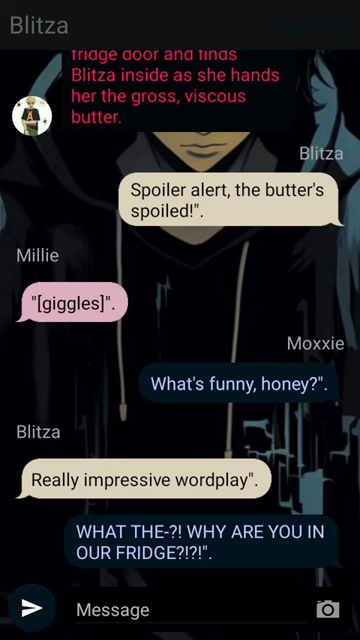 Blitza
fridge door and finds
Blitza inside as she hands
her the gross, viscous
butter.
Blitza
Spoiler alert, the butter's
spoiled!".
Millie
"[giggles]".
Moxxie
What's funny, honey?".
Blitza
Really impressive wordplay".
WHAT THE-?! WHY ARE YOU IN
OUR FRIDGE?!?!".
Message